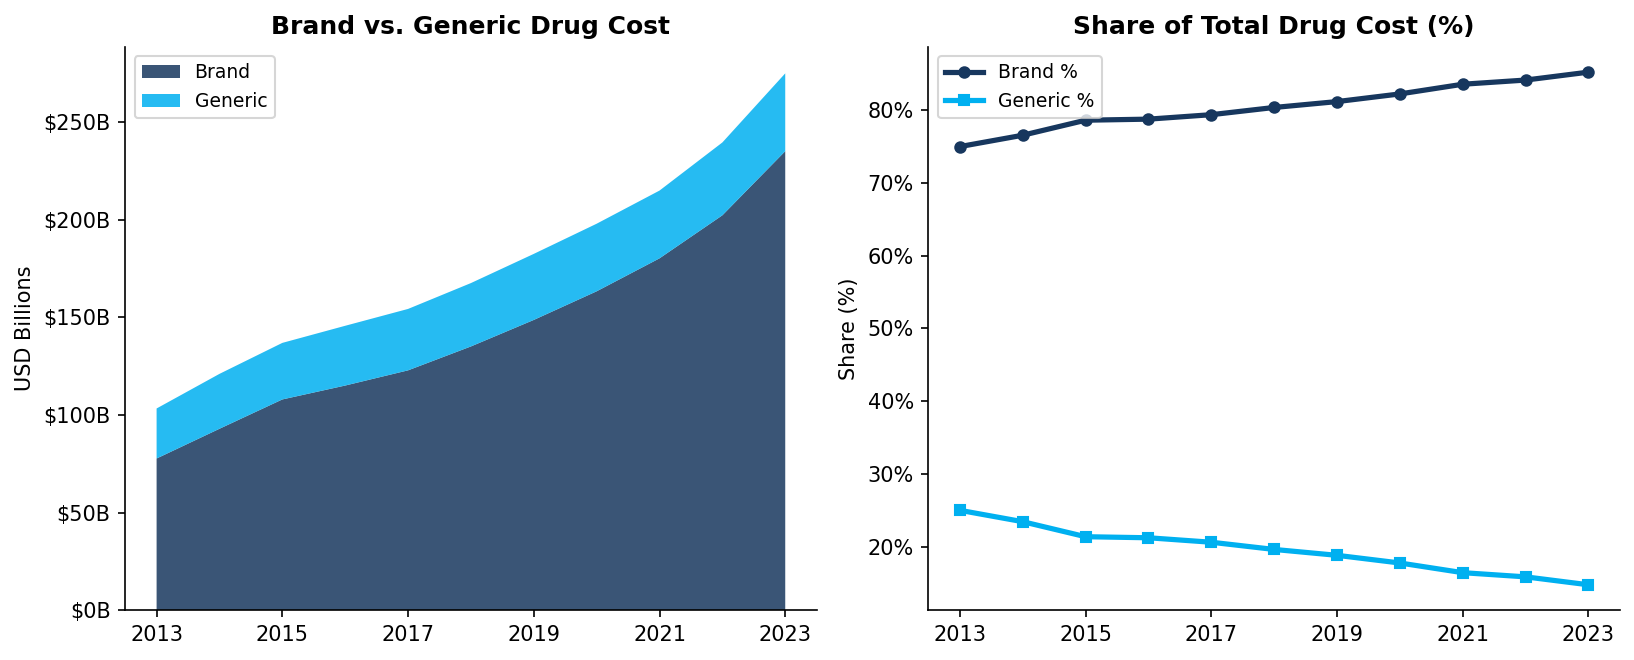 Brand vs. Generic Drug Cost
Brand
Generic
USD Billions
$250B
$200B
$150B
$100B
$50B
$0B
2013 2015 2017 2019 2021 2023
Share of Total Drug Cost (%)
Brand %
Generic %
Share (%)
80%
70%
60%
50%
40%
30%
20%
2013 2015 2017 2019 2021 2023